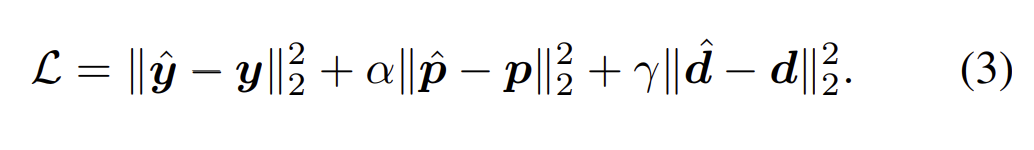 ℒ = ‖ŷ − y‖₂² + α‖p̂ − p‖₂² + γ‖d̂ − d‖₂². (3)